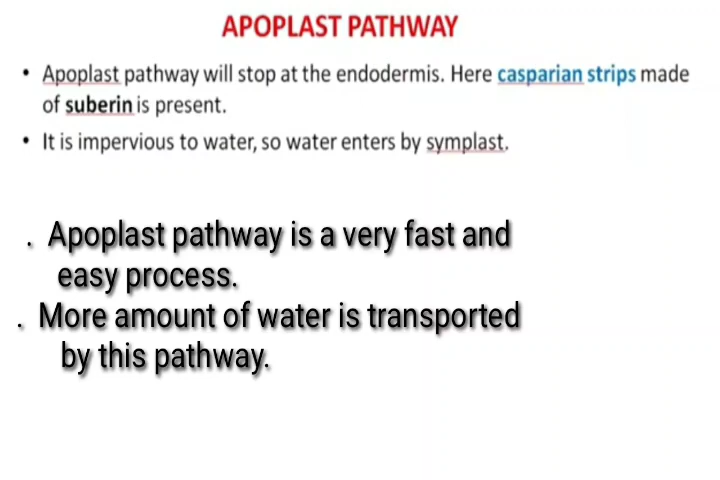 APOPLAST PATHWAY
• Apoplast pathway will stop at the endodermis. Here casparian strips made
of suberin is present.
• It is impervious to water, so water enters by symplast.
. Apoplast pathway is a very fast and
easy process.
. More amount of water is transported
by this pathway.